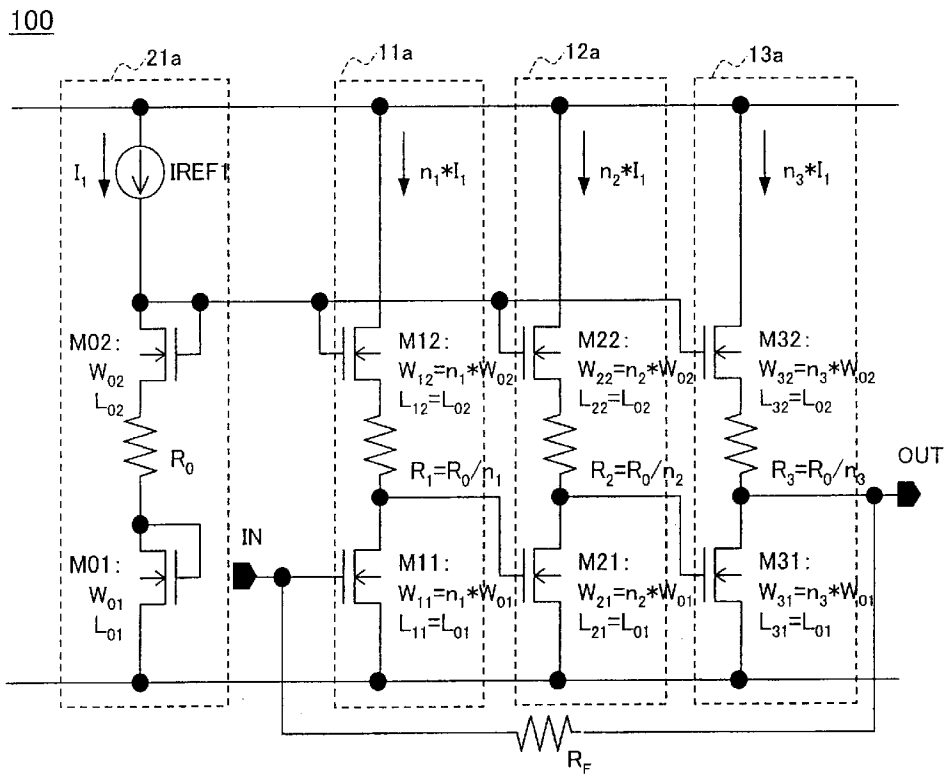 100
21a
11a
12a
13a
I₁
IREF1
n₁*I₁
n₂*I₁
n₃*I₁
M02:
W₀₂
L₀₂
M12:
W₁₂=n₁*W₀₂
L₁₂=L₀₂
M22:
W₂₂=n₂*W₀₂
L₂₂=L₀₂
M32:
W₃₂=n₃*W₀₂
L₃₂=L₀₂
R₀
R₁=R₀/n₁
R₂=R₀/n₂
R₃=R₀/n₃
OUT
IN
M01:
W₀₁
L₀₁
M11:
W₁₁=n₁*W₀₁
L₁₁=L₀₁
M21:
W₂₁=n₂*W₀₁
L₂₁=L₀₁
M31:
W₃₁=n₃*W₀₁
L₃₁=L₀₁
R_F